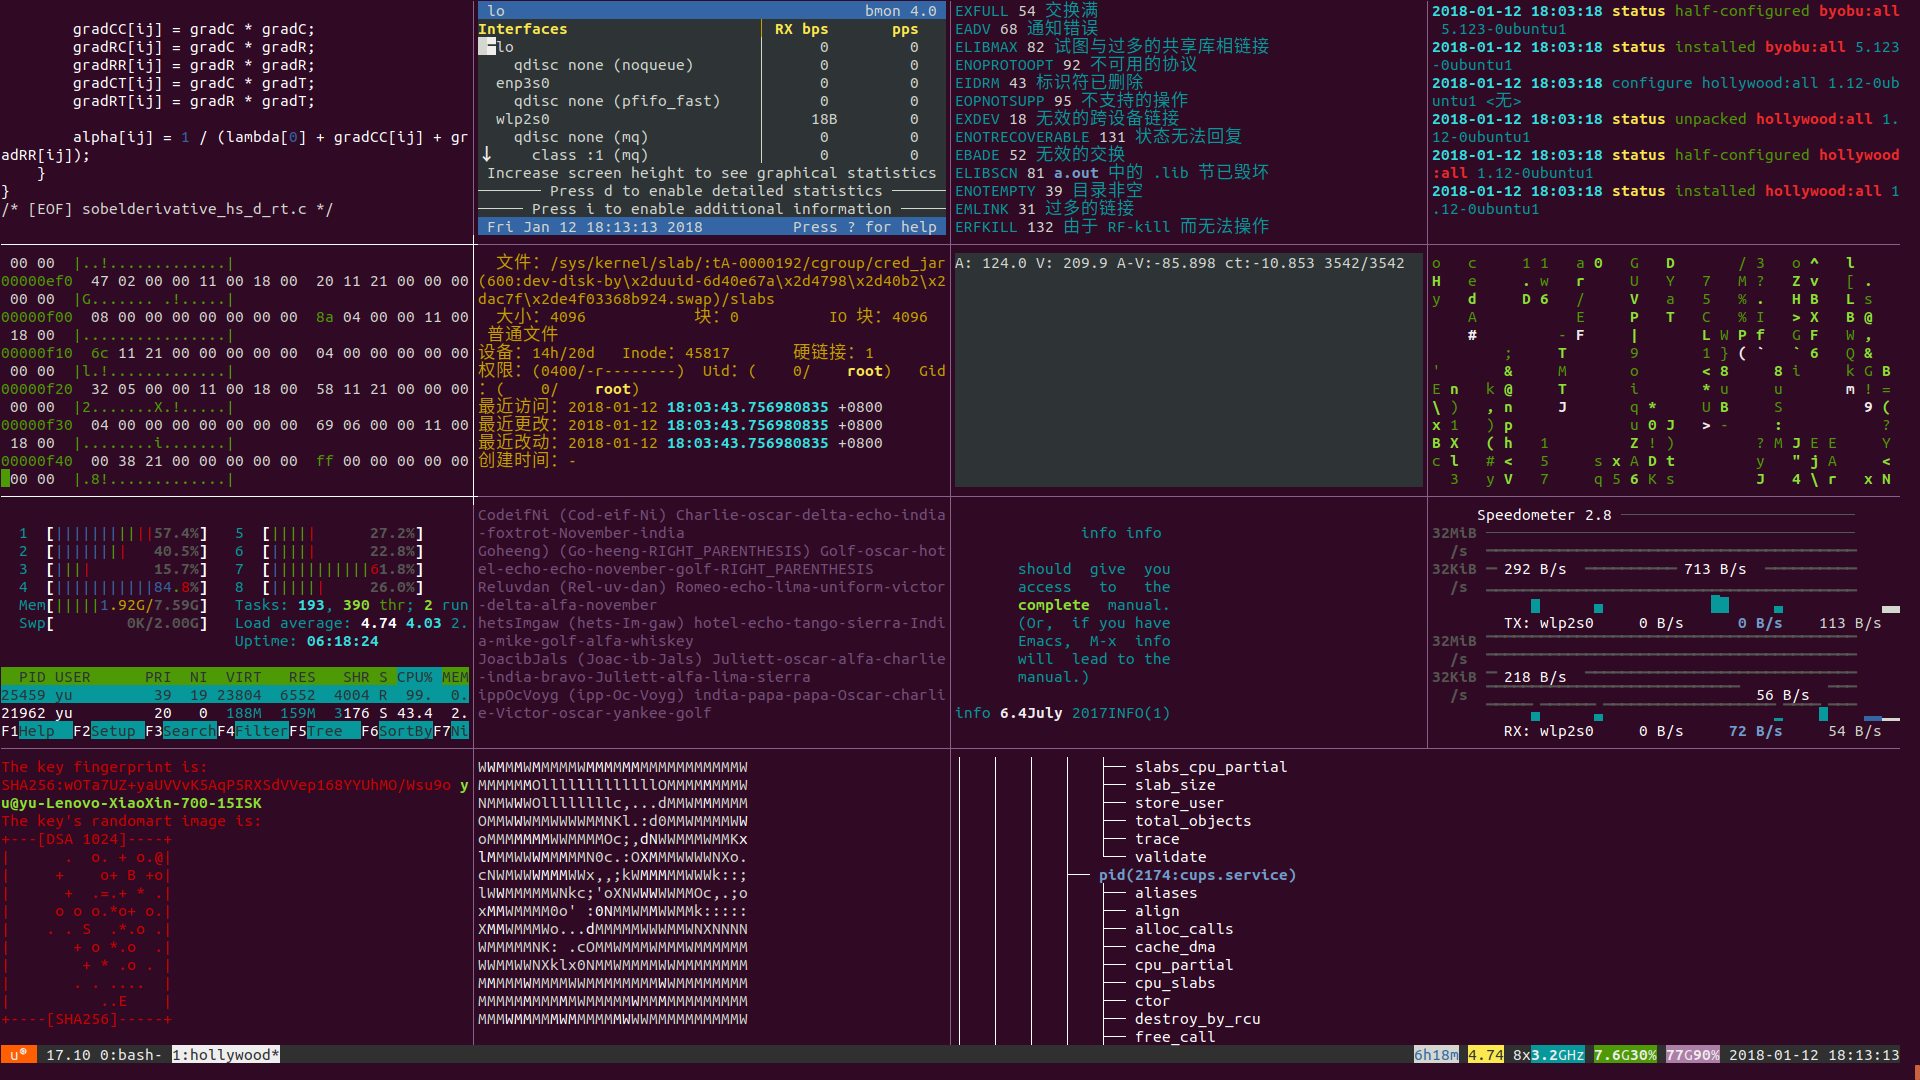 gradCC[ij] = gradC * gradC;
gradRC[ij] = gradC * gradR;
gradRR[ij] = gradR * gradR;
gradCT[ij] = gradC * gradT;
gradRT[ij] = gradR * gradT;
alpha[ij] = 1 / (lambda[0] + gradCC[ij] + gr
adRR[ij]);
}
}
/* [EOF] sobelderivative_hs_d_rt.c */
lo bmon 4.0
Interfaces RX bps pps
lo 0 0
qdisc none (noqueue) 0 0
enp3s0 0 0
qdisc none (pfifo_fast) 0 0
wlp2s0 18B 0
qdisc none (mq) 0 0
↓ class :1 (mq) 0 0
Increase screen height to see graphical statistics
Press d to enable detailed statistics
Press i to enable additional information
Fri Jan 12 18:13:13 2018 Press ? for help
EXFULL 54 交换满
EADV 68 通知错误
ELIBMAX 82 试图与过多的共享库相链接
ENOPROTOOPT 92 不可用的协议
EIDRM 43 标识符已删除
EOPNOTSUPP 95 不支持的操作
EXDEV 18 无效的跨设备链接
ENOTRECOVERABLE 131 状态无法回复
EBADE 52 无效的交换
ELIBSCN 81 a.out 中的 .lib 节已毁坏
ENOTEMPTY 39 目录非空
EMLINK 31 过多的链接
ERFKILL 132 由于 RF-kill 而无法操作
2018-01-12 18:03:18 status half-configured byobu:all
5.123-0ubuntu1
2018-01-12 18:03:18 status installed byobu:all 5.123
-0ubuntu1
2018-01-12 18:03:18 configure hollywood:all 1.12-0ub
untu1 <无>
2018-01-12 18:03:18 status unpacked hollywood:all 1.
12-0ubuntu1
2018-01-12 18:03:18 status half-configured hollywood
:all 1.12-0ubuntu1
2018-01-12 18:03:18 status installed hollywood:all 1
.12-0ubuntu1
00 00 |..!.............|
00000ef0 47 02 00 00 11 00 18 00 20 11 21 00 00 00 00
00 00 |G....... .!.....|
00000f00 08 00 00 00 00 00 00 00 8a 04 00 00 11 00
18 00 |................|
00000f10 6c 11 21 00 00 00 00 00 04 00 00 00 00 00
00 00 |l.!.............|
00000f20 32 05 00 00 11 00 18 00 58 11 21 00 00 00
00 00 |2.......X.!.....|
00000f30 04 00 00 00 00 00 00 00 69 06 00 00 11 00
18 00 |........i.......|
00000f40 00 38 21 00 00 00 00 00 ff 00 00 00 00 00
00 00 |.8!.............|
文件：/sys/kernel/slab/:tA-0000192/cgroup/cred_jar
(600:dev-disk-by\x2duuid-6d40e67a\x2d4798\x2d40b2\x2
dac7f\x2de4f03368b924.swap)/slabs
大小：4096 块：0 IO 块：4096
普通文件
设备：14h/20d Inode：45817 硬链接：1
权限：(0400/-r--------) Uid：( 0/ root) Gid
：( 0/ root)
最近访问：2018-01-12 18:03:43.756980835 +0800
最近更改：2018-01-12 18:03:43.756980835 +0800
最近改动：2018-01-12 18:03:43.756980835 +0800
创建时间：-
A: 124.0 V: 209.9 A-V:-85.898 ct:-10.853 3542/3542
1 [57.4%] 5 [27.2%]
2 [40.5%] 6 [22.8%]
3 [15.7%] 7 [61.8%]
4 [84.8%] 8 [26.0%]
Mem[1.92G/7.59G] Tasks: 193, 390 thr; 2 run
Swp[0K/2.00G] Load average: 4.74 4.03 2.
Uptime: 06:18:24
PID USER PRI NI VIRT RES SHR S CPU% MEM
25459 yu 39 19 23804 6552 4004 R 99. 0.
21962 yu 20 0 188M 159M 3176 S 43.4 2.
F1Help F2Setup F3SearchF4FilterF5Tree F6SortByF7Ni
CodeifNi (Cod-eif-Ni) Charlie-oscar-delta-echo-india
-foxtrot-November-india
Goheeng) (Go-heeng-RIGHT_PARENTHESIS) Golf-oscar-hot
el-echo-echo-november-golf-RIGHT_PARENTHESIS
Reluvdan (Rel-uv-dan) Romeo-echo-lima-uniform-victor
-delta-alfa-november
hetsImgaw (hets-Im-gaw) hotel-echo-tango-sierra-Indi
a-mike-golf-alfa-whiskey
JoacibJals (Joac-ib-Jals) Juliett-oscar-alfa-charlie
-india-bravo-Juliett-alfa-lima-sierra
ippOcVoyg (ipp-Oc-Voyg) india-papa-papa-Oscar-charli
e-Victor-oscar-yankee-golf
info info
should give you
access to the
complete manual.
(Or, if you have
Emacs, M-x info
will lead to the
manual.)
info 6.4July 2017INFO(1)
Speedometer 2.8
32MiB
/s
32KiB 292 B/s 713 B/s
/s
TX: wlp2s0 0 B/s 0 B/s 113 B/s
32MiB
/s
32KiB 218 B/s
/s 56 B/s
RX: wlp2s0 0 B/s 72 B/s 54 B/s
The key fingerprint is:
SHA256:wOTa7UZ+yaUVVvK5AqP5RXSdVVep168YYUhMO/Wsu9o y
u@yu-Lenovo-XiaoXin-700-15ISK
The key's randomart image is:
+---[DSA 1024]----+
| . o. + o.@|
| + o+ B +o|
| + .=.+ * .|
| o o o.*o+ o.|
| . . S .*.o .|
| + o *.o .|
| + * .o . |
| . . .... |
| ..E |
+----[SHA256]-----+
slabs_cpu_partial
slab_size
store_user
total_objects
trace
validate
pid(2174:cups.service)
aliases
align
alloc_calls
cache_dma
cpu_partial
cpu_slabs
ctor
destroy_by_rcu
free_call
u 17.10 0:bash- 1:hollywood* 6h18m 4.74 8x3.2GHz 7.6G30% 77G90% 2018-01-12 18:13:13